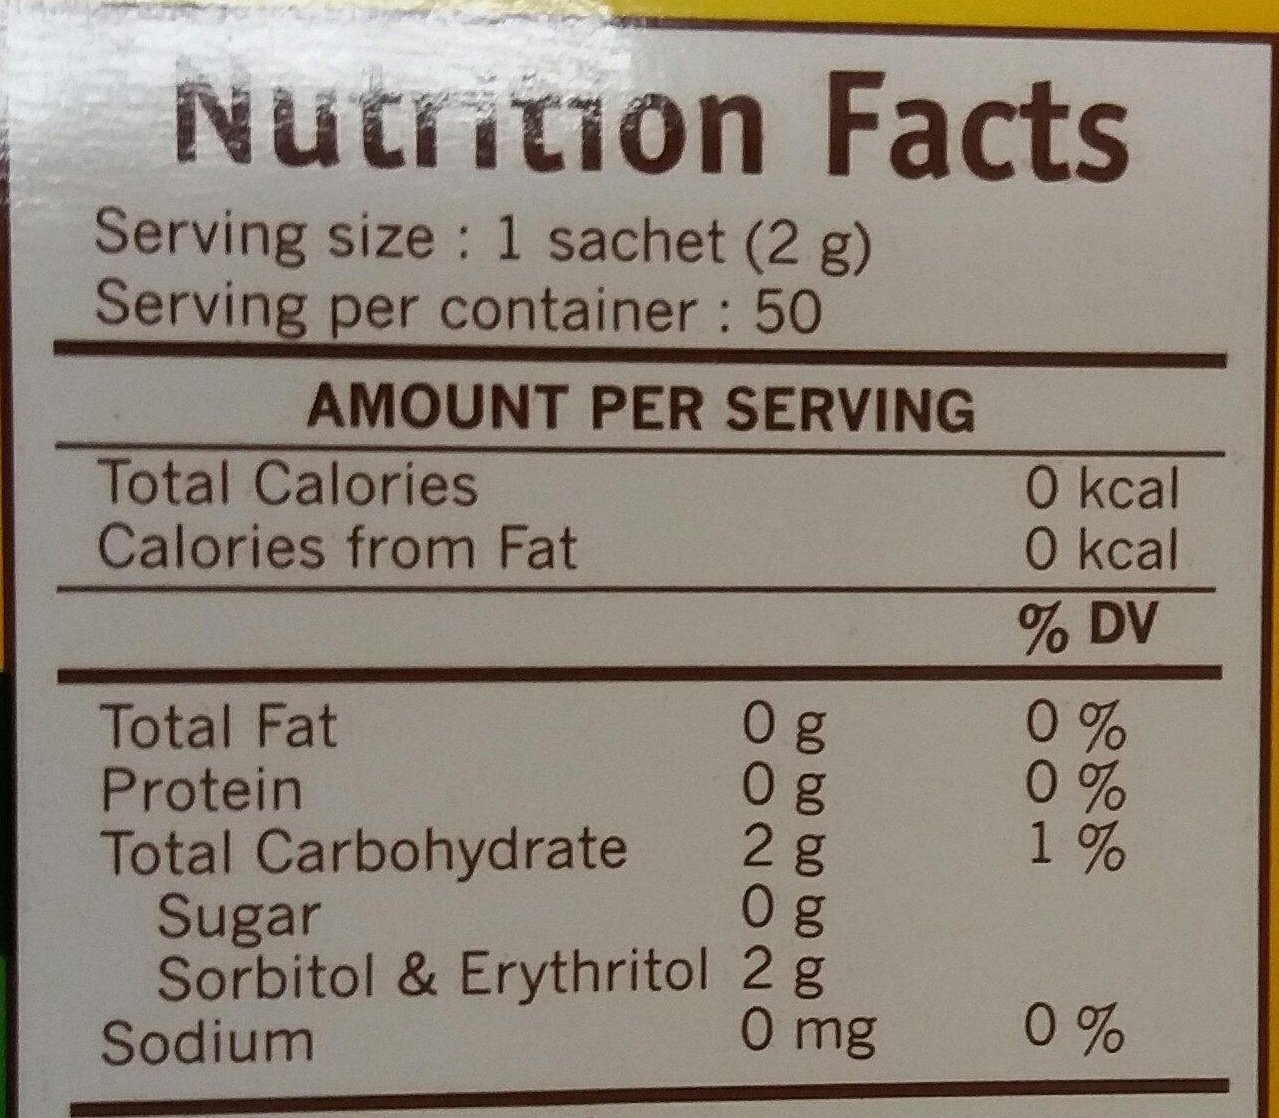 Nutrition Facts
Serving size : 1 sachet (2 g)
Serving per container : 50
AMOUNT PER SERVING
Total Calories 0 kcal
Calories from Fat 0 kcal
% DV
Total Fat 0 g 0 %
Protein 0 g 0 %
Total Carbohydrate 2 g 1 %
Sugar 0 g
Sorbitol & Erythritol 2 g
Sodium 0 mg 0 %